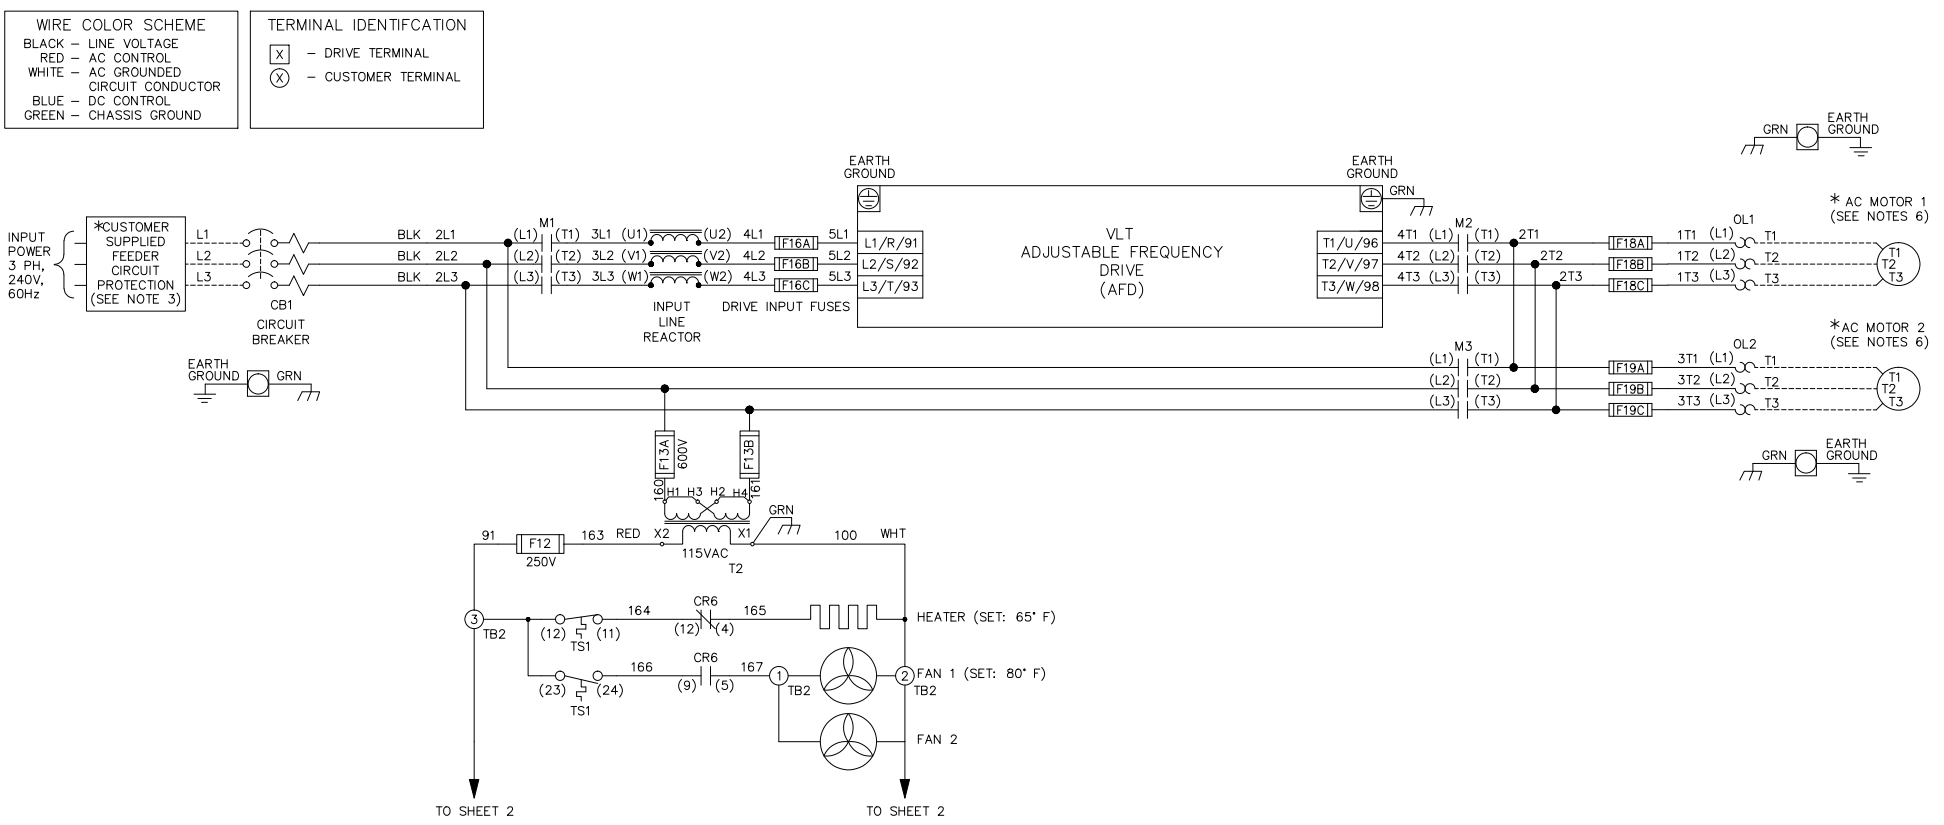 WIRE COLOR SCHEME
BLACK – LINE VOLTAGE
RED – AC CONTROL
WHITE – AC GROUNDED
CIRCUIT CONDUCTOR
BLUE – DC CONTROL
GREEN – CHASSIS GROUND
TERMINAL IDENTIFCATION
X – DRIVE TERMINAL
X – CUSTOMER TERMINAL
GRN
EARTH
GROUND
EARTH
GROUND
EARTH
GROUND
GRN
INPUT
POWER
3 PH,
240V,
60Hz
*CUSTOMER
SUPPLIED
FEEDER
CIRCUIT
PROTECTION
(SEE NOTE 3)
L1
L2
L3
CB1
CIRCUIT
BREAKER
BLK 2L1
BLK 2L2
BLK 2L3
M1
(L1) (T1) 3L1 (U1) (U2) 4L1 F16A 5L1 L1/R/91
(L2) (T2) 3L2 (V1) (V2) 4L2 F16B 5L2 L2/S/92
(L3) (T3) 3L3 (W1) (W2) 4L3 F16C 5L3 L3/T/93
INPUT
LINE
REACTOR
DRIVE INPUT FUSES
VLT
ADJUSTABLE FREQUENCY
DRIVE
(AFD)
M2
T1/U/96 4T1 (L1) (T1) 2T1 F18A 1T1 (L1) T1
T2/V/97 4T2 (L2) (T2) 2T2 F18B 1T2 (L2) T2
T3/W/98 4T3 (L3) (T3) 2T3 F18C 1T3 (L3) T3
OL1
* AC MOTOR 1
(SEE NOTES 6)
T1
T2
T3
EARTH
GROUND
GRN
M3
(L1) (T1) F19A 3T1 (L1) T1
(L2) (T2) F19B 3T2 (L2) T2
(L3) (T3) F19C 3T3 (L3) T3
OL2
*AC MOTOR 2
(SEE NOTES 6)
T1
T2
T3
GRN
EARTH
GROUND
F13A
600V
F13B
160
H1 H3 H2 H4
161
GRN
91 F12 163 RED X2 X1 100 WHT
250V
115VAC
T2
3
TB2
(12) (11)
TS1
164
CR6
(12) (4)
165
HEATER (SET: 65° F)
(23) (24)
TS1
166
CR6
(9) (5)
167
1
TB2
2
TB2
FAN 1 (SET: 80° F)
FAN 2
TO SHEET 2
TO SHEET 2